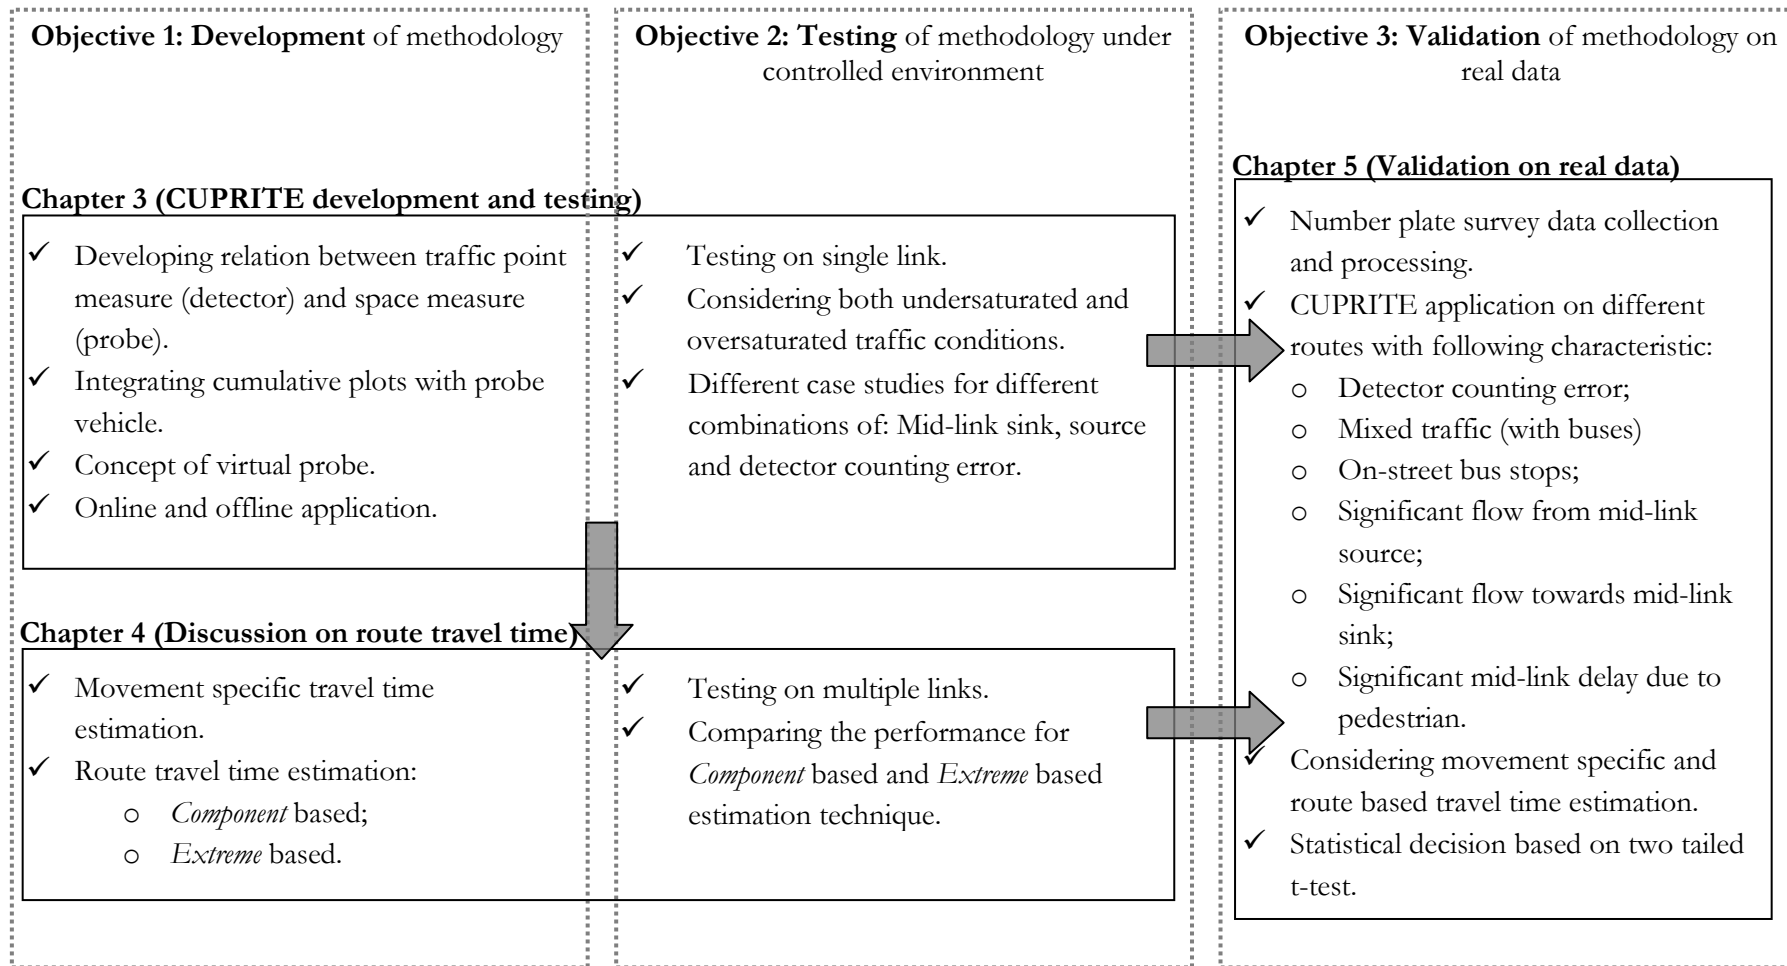 Objective 1: Development of methodology
Objective 2: Testing of methodology under
controlled environment
Objective 3: Validation of methodology on
real data
Chapter 3 (CUPRITE development and testing)
✓ Developing relation between traffic point
measure (detector) and space measure
(probe).
✓ Integrating cumulative plots with probe
vehicle.
✓ Concept of virtual probe.
✓ Online and offline application.
✓ Testing on single link.
✓ Considering both undersaturated and
oversaturated traffic conditions.
✓ Different case studies for different
combinations of: Mid-link sink, source
and detector counting error.
Chapter 4 (Discussion on route travel time)
✓ Movement specific travel time
estimation.
✓ Route travel time estimation:
o Component based;
o Extreme based.
✓ Testing on multiple links.
✓ Comparing the performance for
Component based and Extreme based
estimation technique.
Chapter 5 (Validation on real data)
✓ Number plate survey data collection
and processing.
✓ CUPRITE application on different
routes with following characteristic:
o Detector counting error;
o Mixed traffic (with buses)
o On-street bus stops;
o Significant flow from mid-link
source;
o Significant flow towards mid-link
sink;
o Significant mid-link delay due to
pedestrian.
✓ Considering movement specific and
route based travel time estimation.
✓ Statistical decision based on two tailed
t-test.